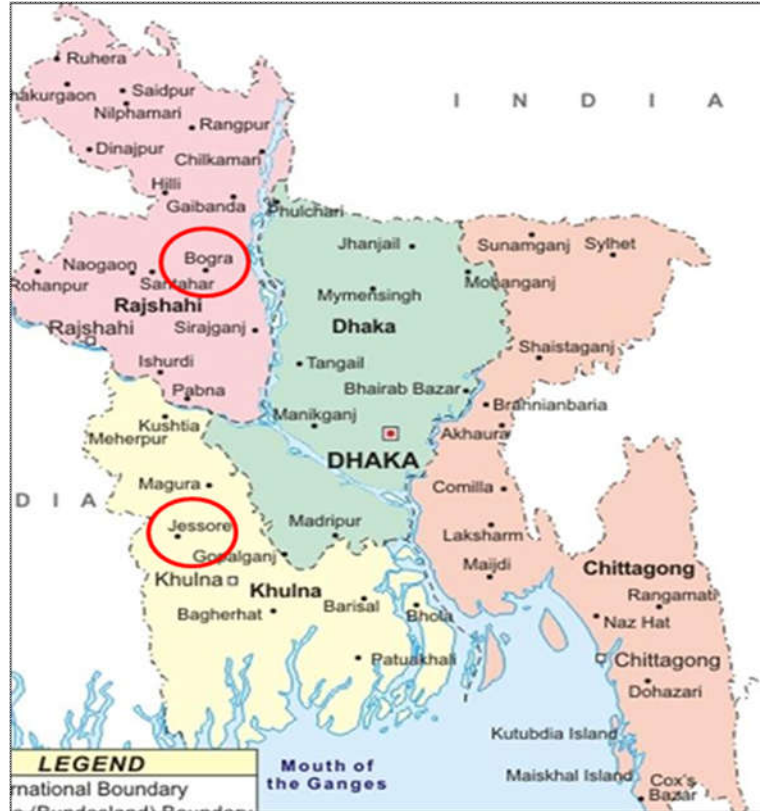 Ruhera
hakurgaon
Saidpur
Nilphamari
Rangpur
Dinajpur
Chilkamari
Hilli
Gaibanda
Phulchari
I N D I A
Jhanjail
Sunamganj
Sylhet
Bogra
Naogaon
Santahar
Rohanpur
Mohanganj
Mymensingh
Rajshahi
Rajshahi
Sirajganj
Dhaka
Shaistaganj
Ishurdi
Tangail
Pabna
Bhairab Bazar
Brahnianbaria
Kushtia
Manikganj
Akhaura
Meherpur
DHAKA
Magura
Comilla
D I A
Jessore
Madripur
Laksharm
Gopalganj
Maijdi
Chittagong
Khulna
Khulna
Rangamati
Barisal
Bagherhat
Bhola
Naz Hat
Patuakhali
Chittagong
Dohazari
Kutubdia Island
LEGEND
Mouth of
the Ganges
Maiskhal Island
Cox's
Bazar
rnational Boundary
(Bundesland) Boundary